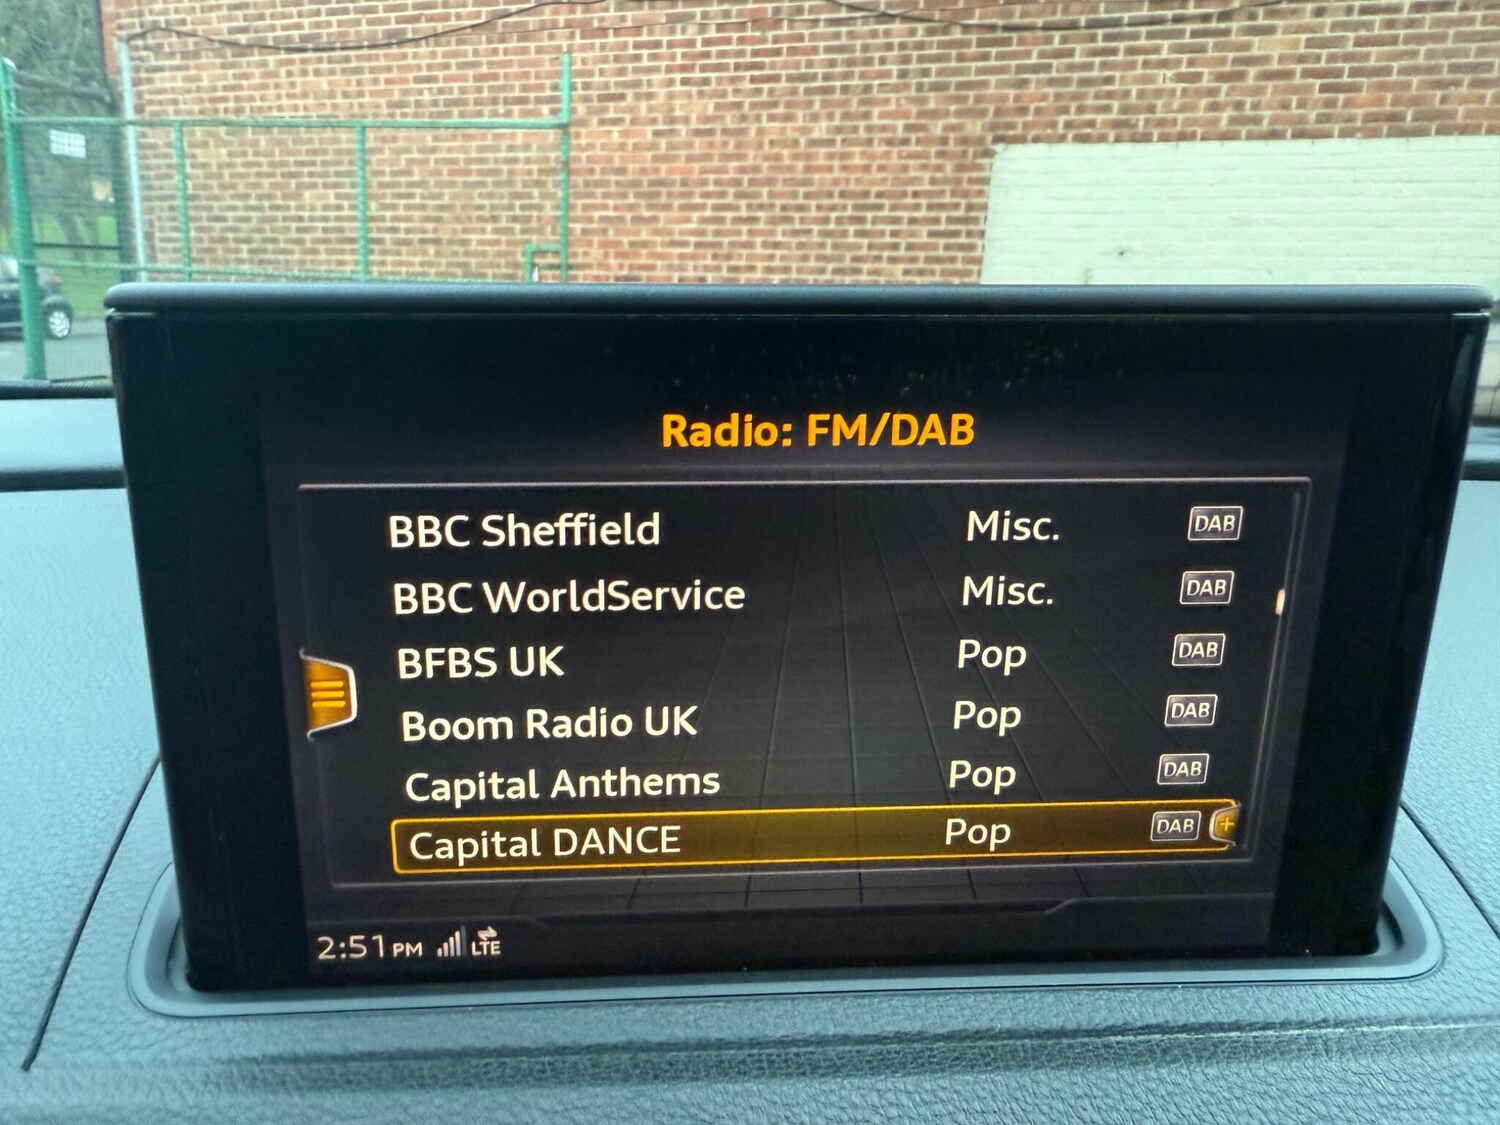 Radio: FM/DAB
BBC Sheffield Misc. DAB
BBC WorldService Misc. DAB
BFBS UK Pop DAB
Boom Radio UK Pop DAB
Capital Anthems Pop DAB
Capital DANCE Pop DAB +
2:51 PM LTE